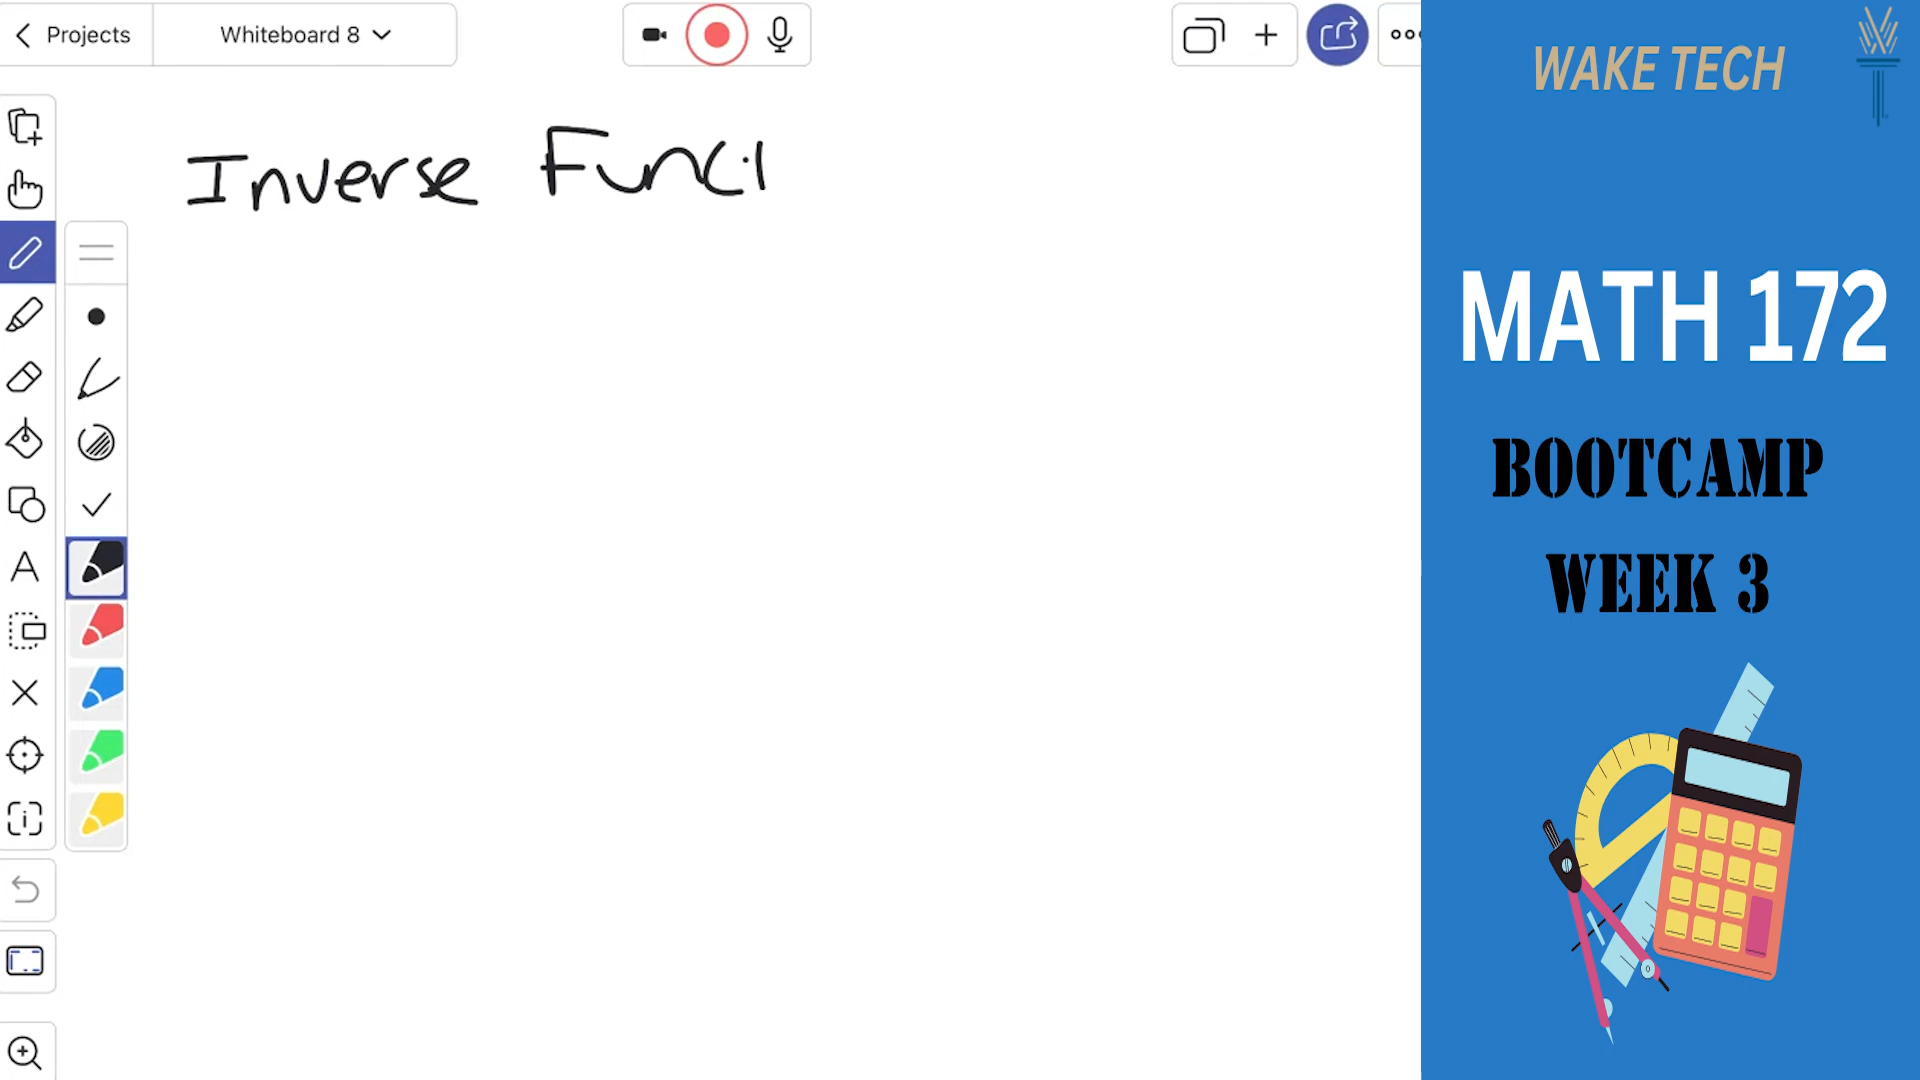 Projects
Whiteboard 8
WAKE TECH
Inverse Funct
A
MATH 172
BOOTCAMP
WEEK 3